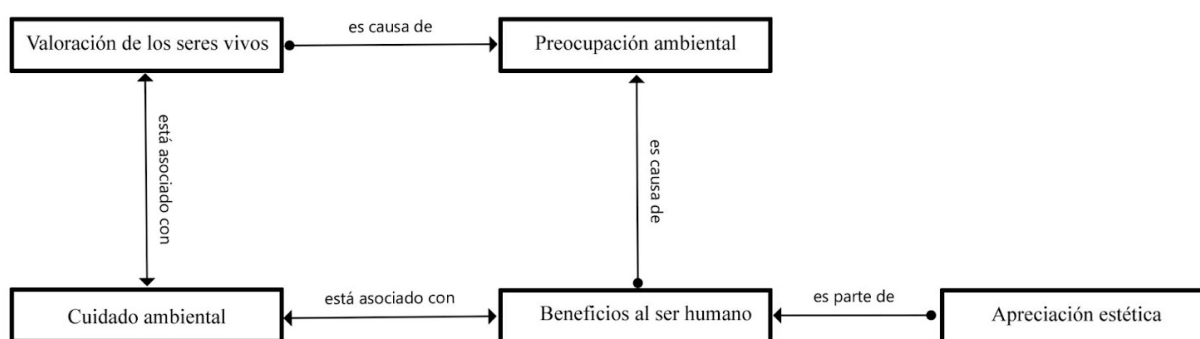 Valoración de los seres vivos
es causa de
Preocupación ambiental
está asociado con
es causa de
Cuidado ambiental
está asociado con
Beneficios al ser humano
es parte de
Apreciación estética